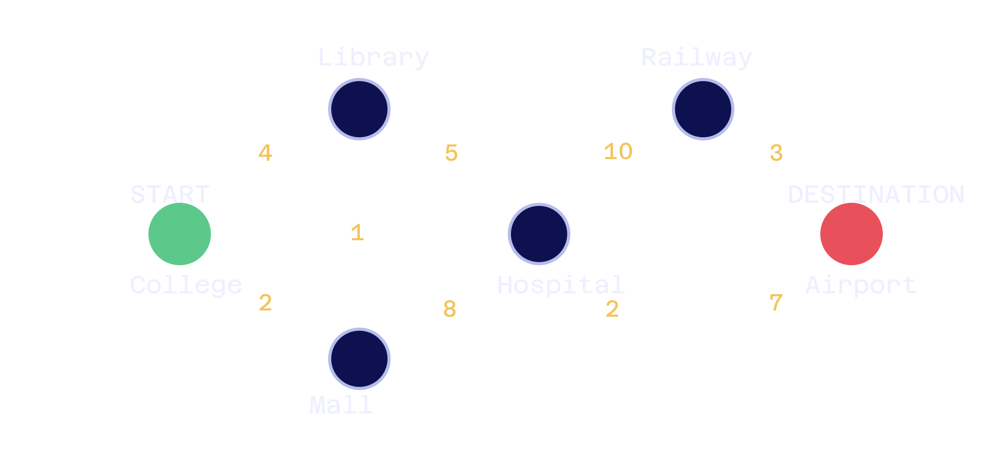 Library
Railway
4
5
10
3
START
DESTINATION
1
College
Hospital
Airport
2
8
2
7
Mall